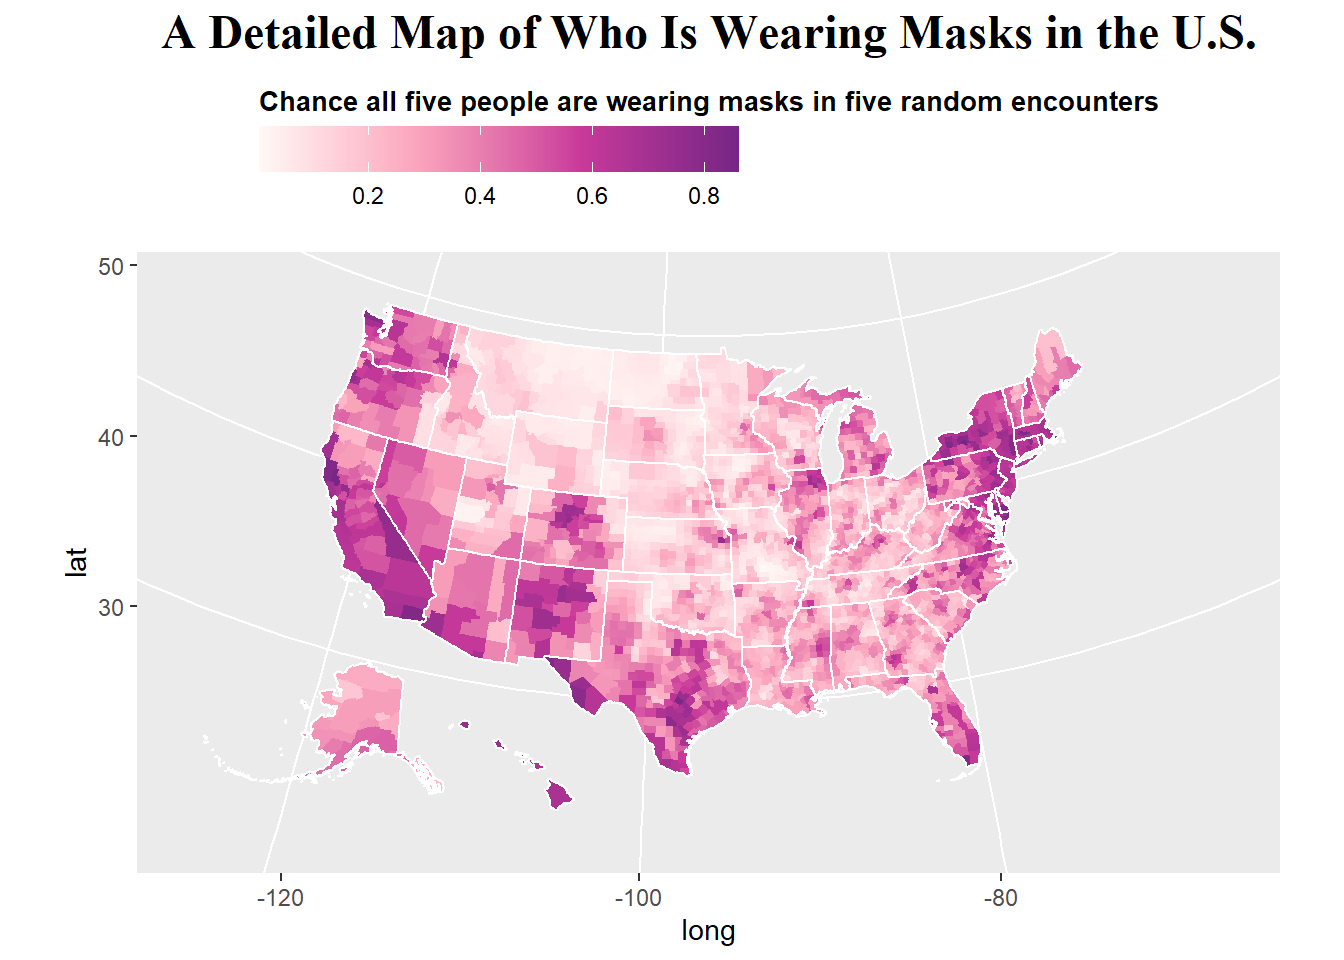 A Detailed Map of Who Is Wearing Masks in the U.S.
Chance all five people are wearing masks in five random encounters
0.2 0.4 0.6 0.8
50
40
30
lat
-120 -100 -80
long